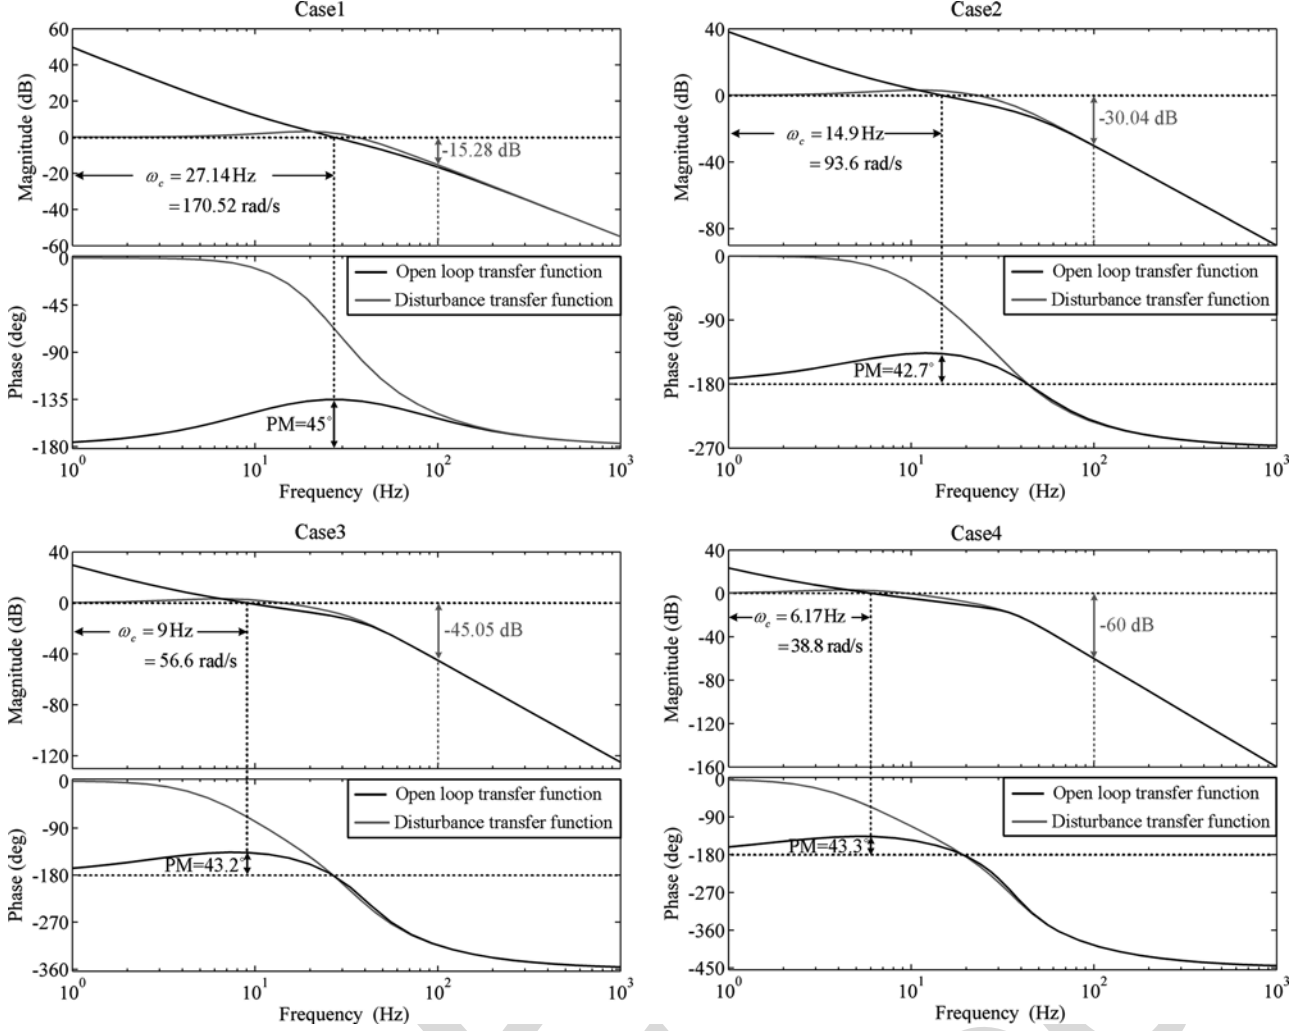 Case1
60
40
20
0
-20
-40
-60
Magnitude (dB)
-15.28 dB
ω_c = 27.14Hz
= 170.52 rad/s
0
-45
-90
-135
-180
Phase (deg)
Open loop transfer function
Disturbance transfer function
PM=45°
10^0 10^1 10^2 10^3
Frequency (Hz)
Case2
40
0
-40
-80
Magnitude (dB)
-30.04 dB
ω_c = 14.9Hz
= 93.6 rad/s
0
-90
-180
-270
Phase (deg)
Open loop transfer function
Disturbance transfer function
PM=42.7°
10^0 10^1 10^2 10^3
Frequency (Hz)
Case3
40
0
-40
-80
-120
Magnitude (dB)
-45.05 dB
ω_c = 9Hz
= 56.6 rad/s
0
-90
-180
-270
-360
Phase (deg)
Open loop transfer function
Disturbance transfer function
PM=43.2°
10^0 10^1 10^2 10^3
Frequency (Hz)
Case4
40
0
-40
-80
-120
-160
Magnitude (dB)
-60 dB
ω_c = 6.17Hz
= 38.8 rad/s
0
-90
-180
-270
-360
-450
Phase (deg)
Open loop transfer function
Disturbance transfer function
PM=43.3°
10^0 10^1 10^2 10^3
Frequency (Hz)